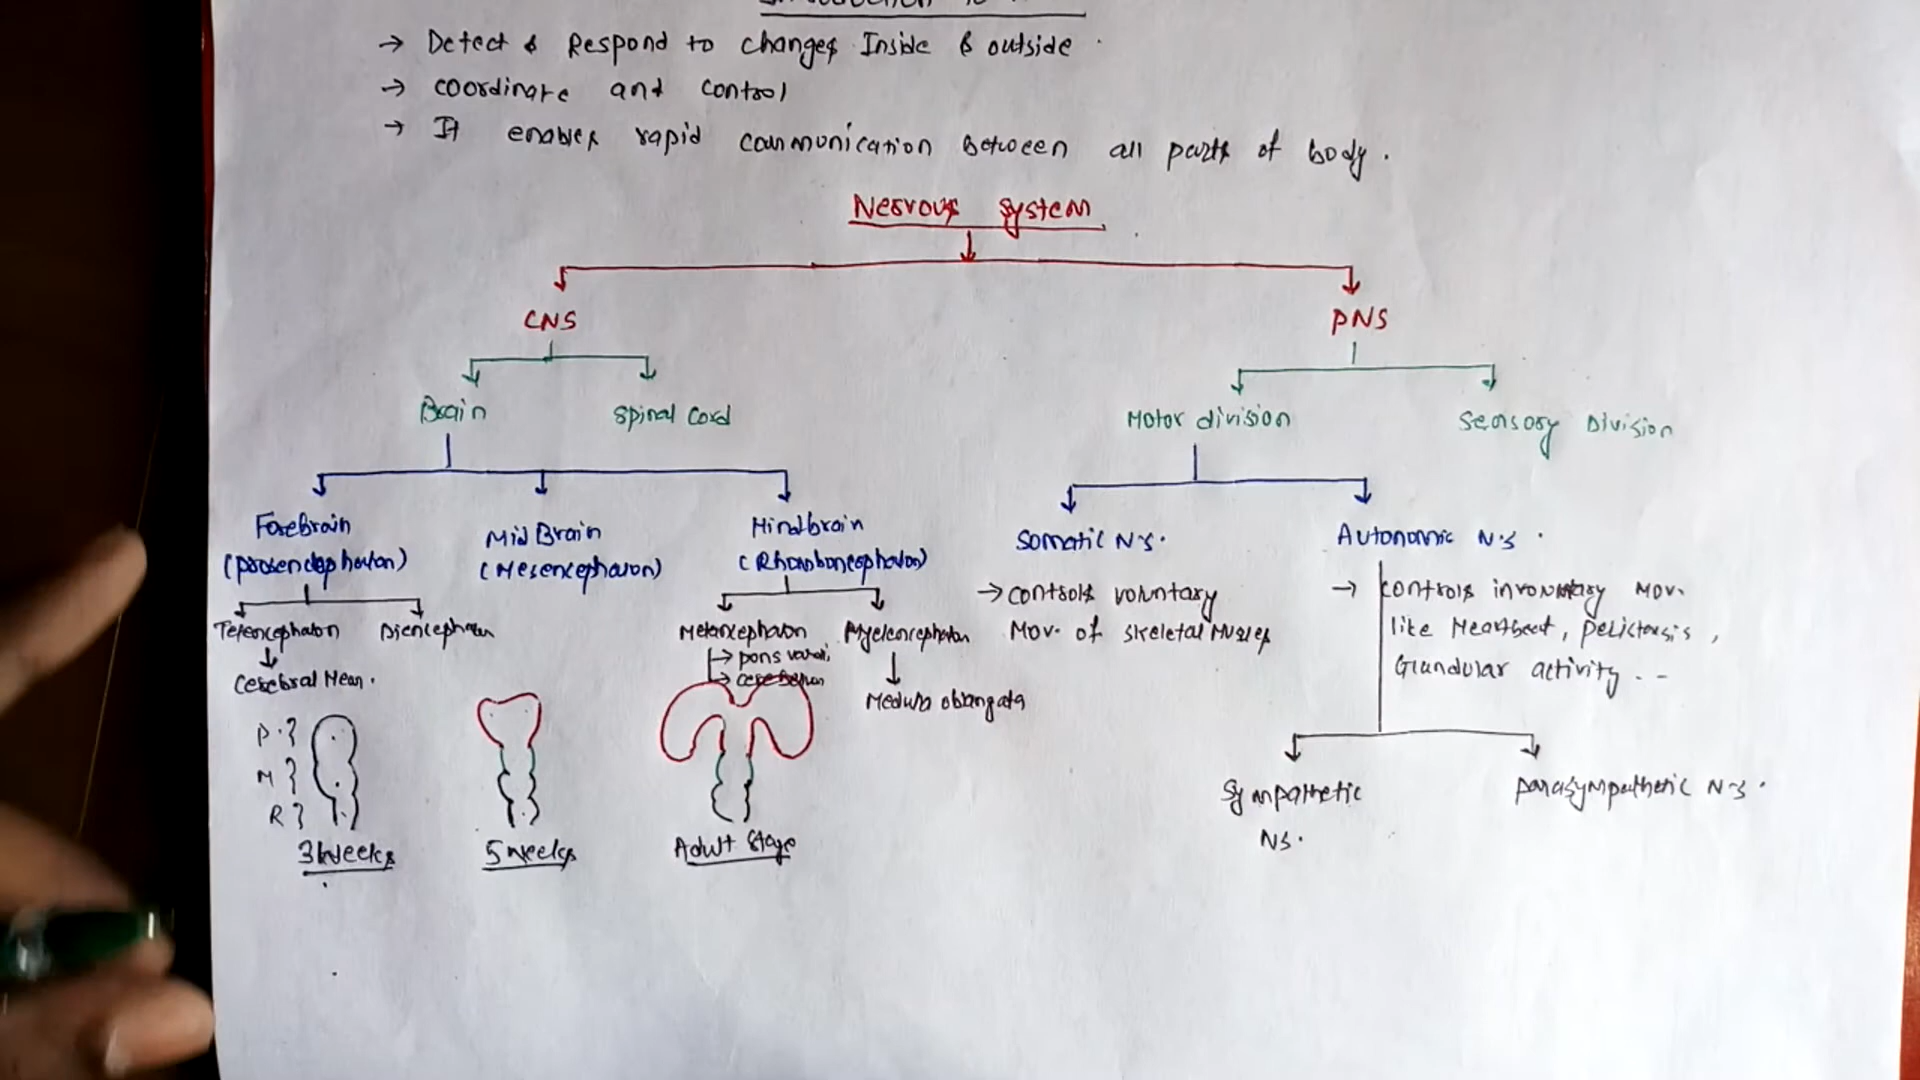 → Detect & Respond to changes Inside & outside
→ coordinate and control
→ It enables rapid communication between all parts of body.
Nervous system
CNS
PNS
Brain
Spinal Cord
Motor division
Sensory Division
Forebrain
(prosencephalon)
Mid Brain
(Mesencephalon)
Hindbrain
(Rhombencephalon)
Somatic N.S.
Autonomic N.S.
→ controls voluntary
Mov. of skeletal Muscles
→ controls involuntary Mov.
like Heartbeat,
Glandular activity . - -
Telencephalon
Diencephalon
Metencephalon
Myelencephalon
→ pons
→ cerebellum
Cerebral Hem.
Medulla oblongata
P. }
M }
R }
3 Weeks
5 weeks
Adult Stage
Sympathetic
NS.
parasympathetic N.S.